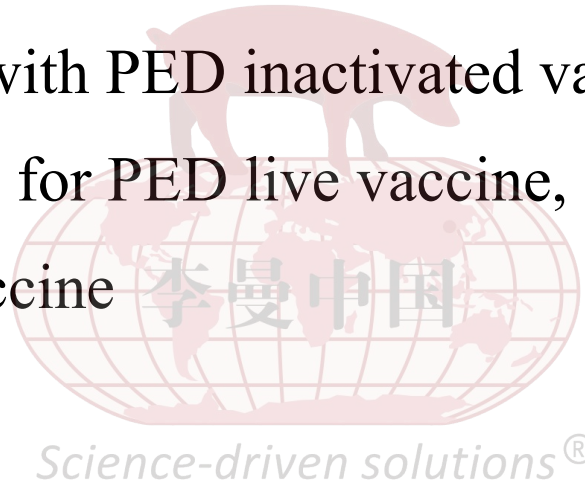 with PED inactivated va
for PED live vaccine,
ccine
李曼中国
Science-driven solutions®